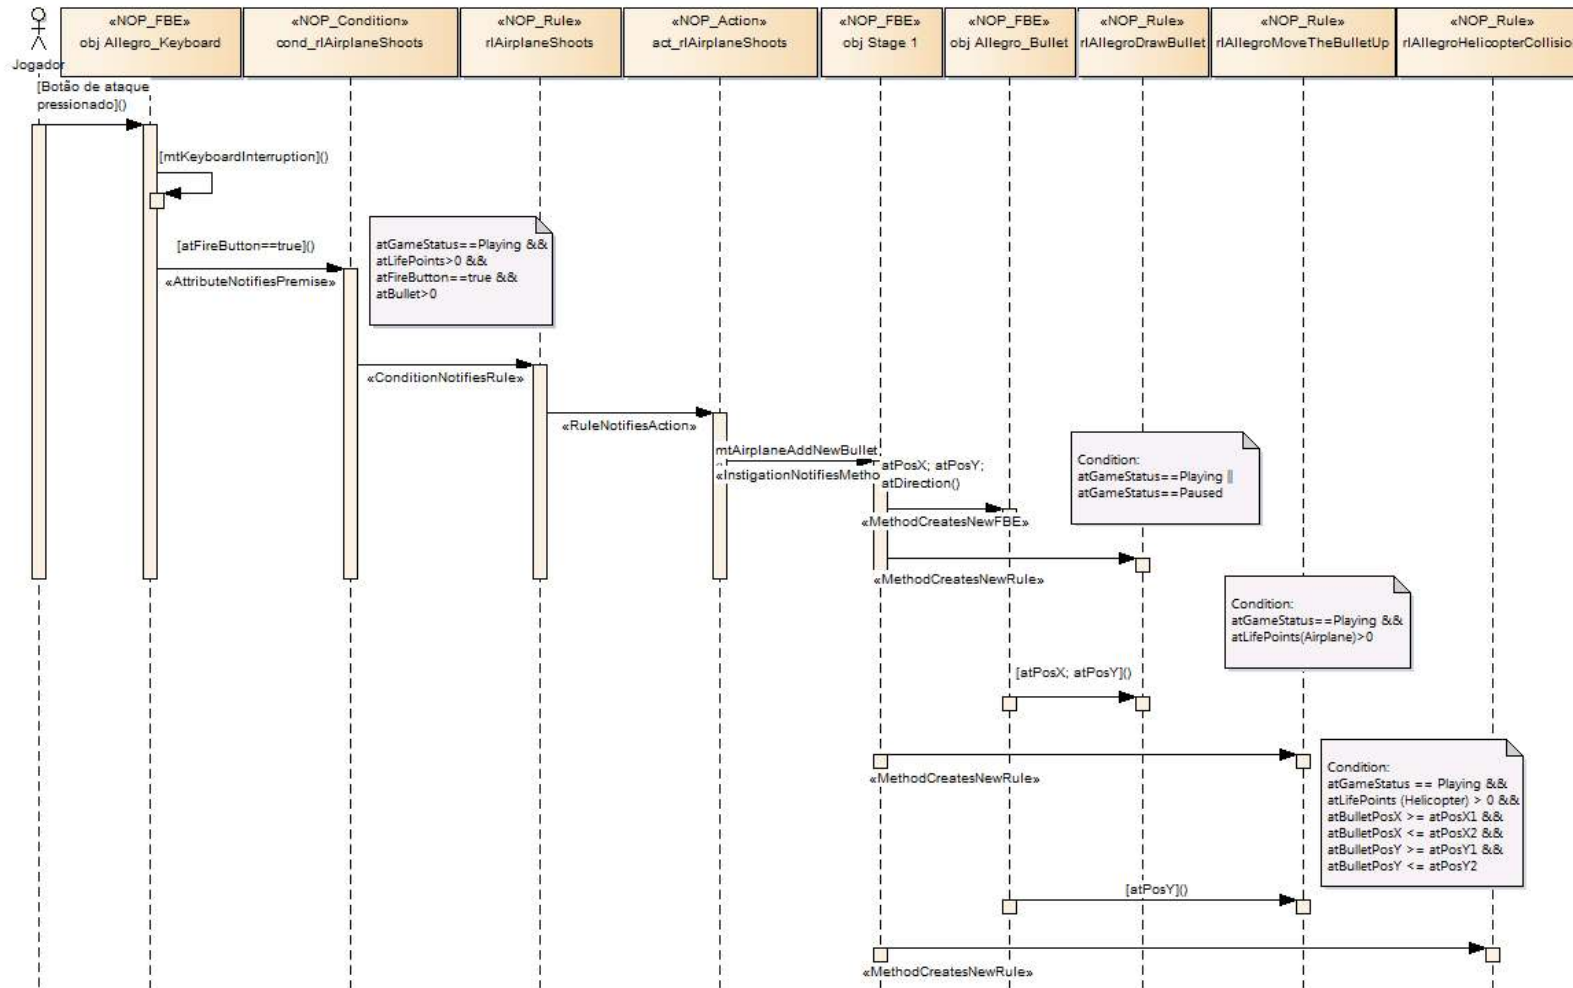 «NOP_FBE»
obj Allegro_Keyboard
«NOP_Condition»
cond_rlAirplaneShoots
«NOP_Rule»
rlAirplaneShoots
«NOP_Action»
act_rlAirplaneShoots
«NOP_FBE»
obj Stage 1
«NOP_FBE»
obj Allegro_Bullet
«NOP_Rule»
rlAllegroDrawBullet
«NOP_Rule»
rlAllegroMoveTheBulletUp
«NOP_Rule»
rlAllegroHelicopterCollisio
Jogador
[Botão de ataque
pressionado]()
[mtKeyboardInterruption]()
[atFireButton==true]()
«AttributeNotifiesPremise»
atGameStatus==Playing &&
atLifePoints>0 &&
atFireButton==true &&
atBullet>0
«ConditionNotifiesRule»
«RuleNotifiesAction»
mtAirplaneAddNewBullet
«InstigationNotifiesMetho
atPosX; atPosY;
atDirection()
«MethodCreatesNewFBE»
Condition:
atGameStatus==Playing ||
atGameStatus==Paused
«MethodCreatesNewRule»
Condition:
atGameStatus==Playing &&
atLifePoints(Airplane)>0
[atPosX; atPosY]()
«MethodCreatesNewRule»
Condition:
atGameStatus == Playing &&
atLifePoints (Helicopter) > 0 &&
atBulletPosX >= atPosX1 &&
atBulletPosX <= atPosX2 &&
atBulletPosY >= atPosY1 &&
atBulletPosY <= atPosY2
[atPosY]()
«MethodCreatesNewRule»